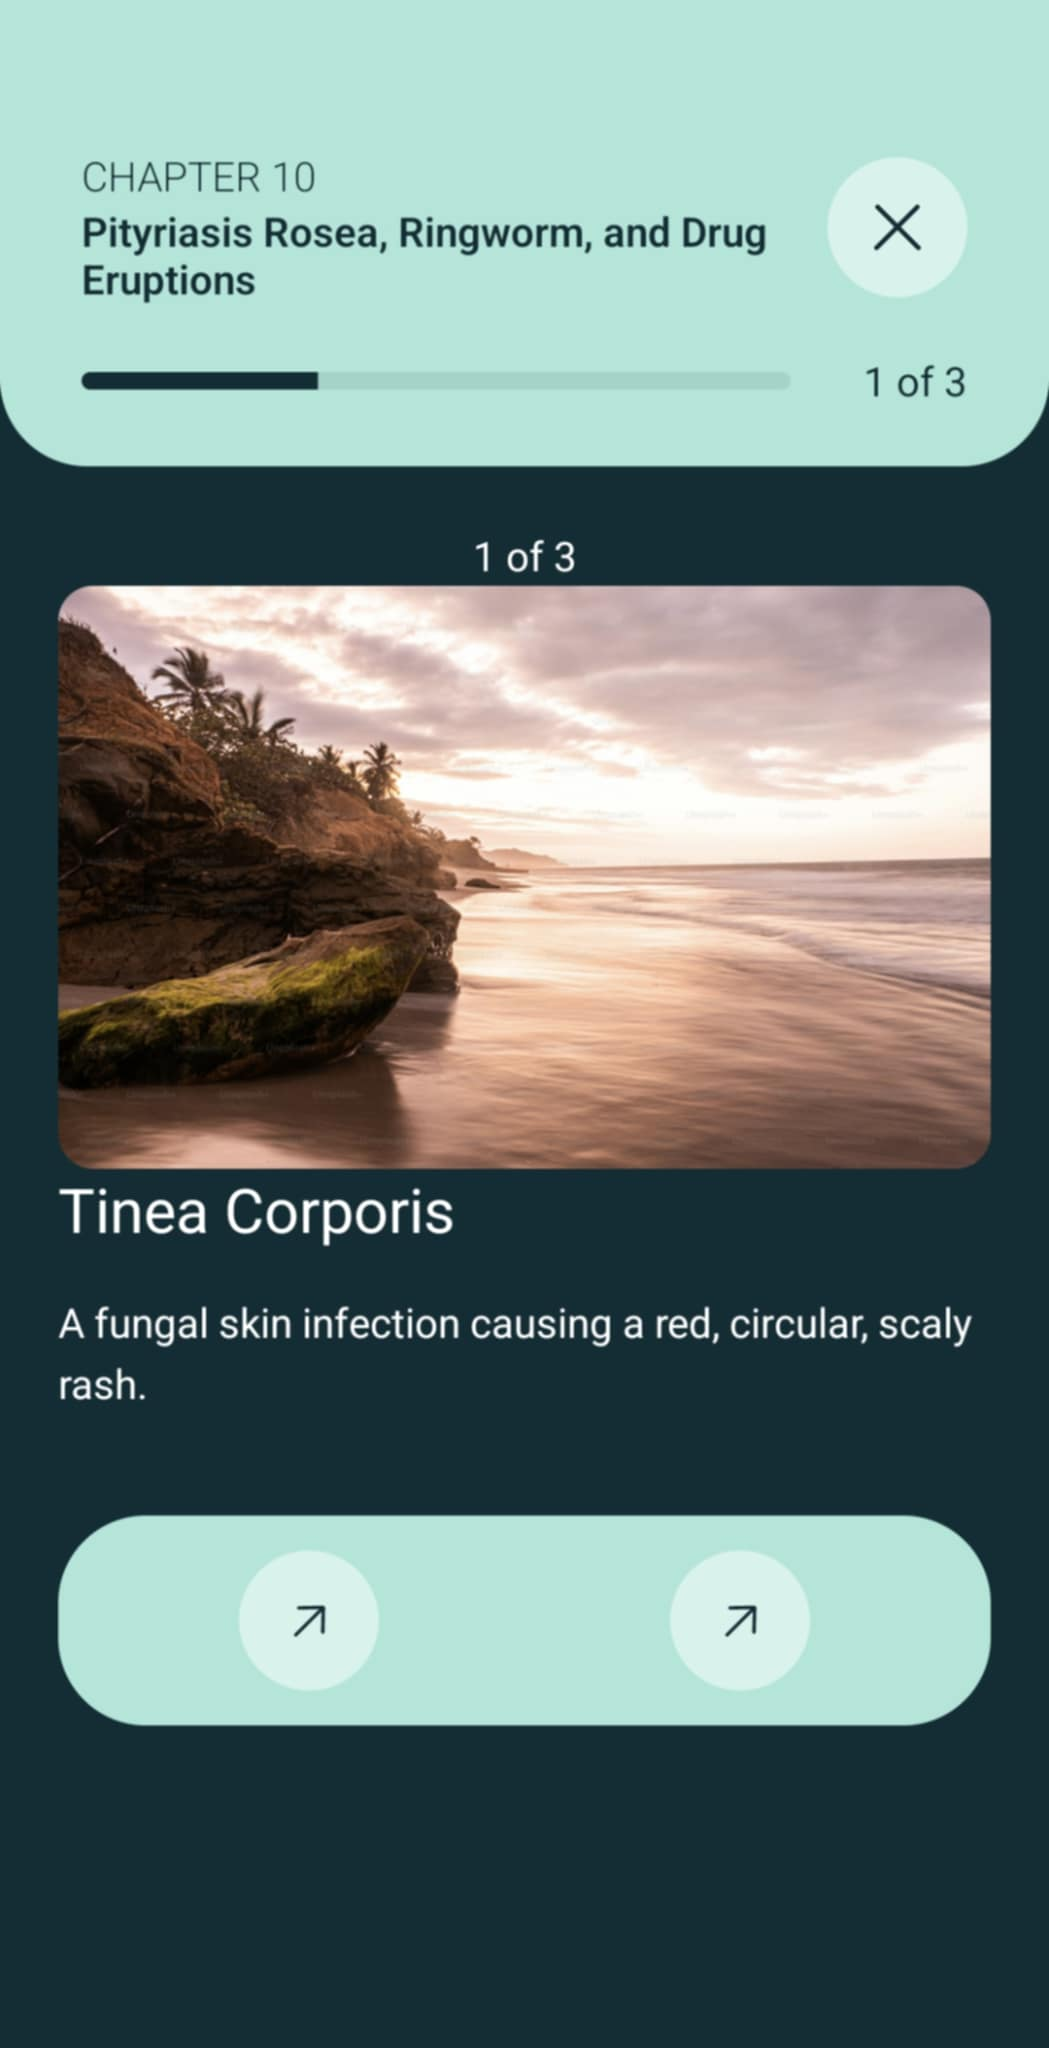 CHAPTER 10
Pityriasis Rosea, Ringworm, and Drug
Eruptions
1 of 3
1 of 3
Tinea Corporis
A fungal skin infection causing a red, circular, scaly
rash.